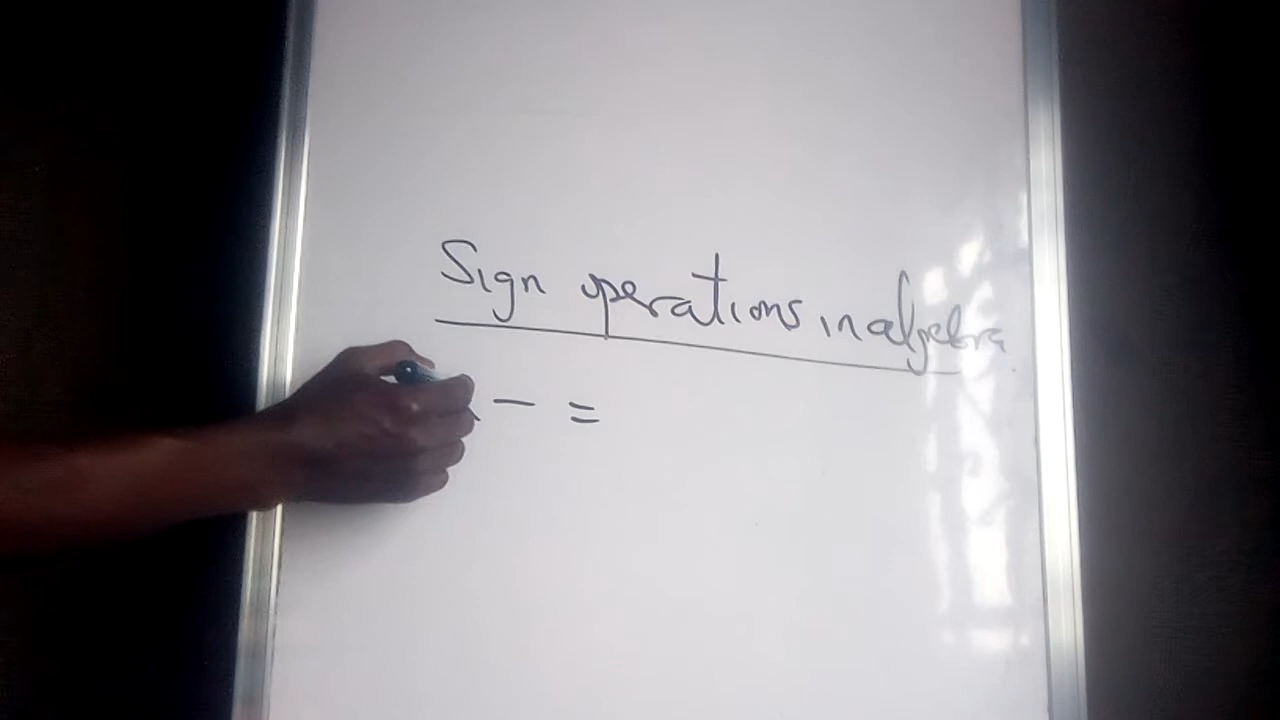 Sign operations in algebra
- =